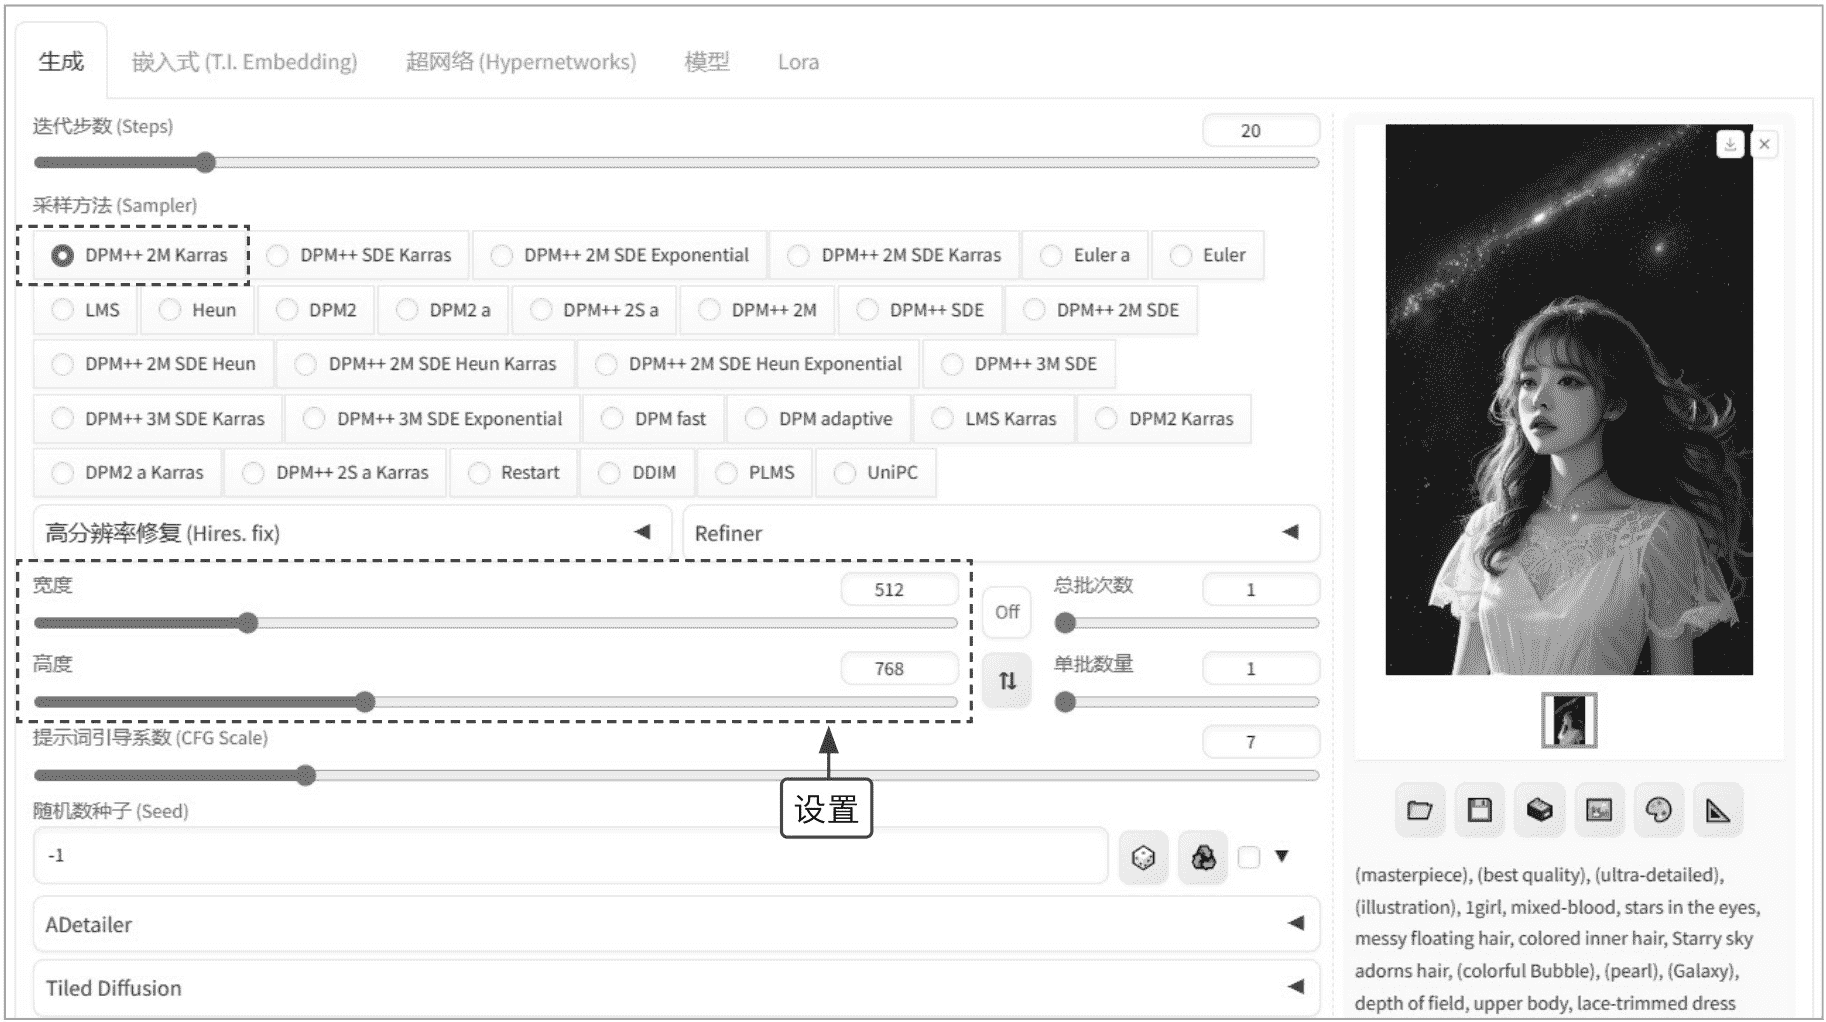 生成 嵌入式 (T.I. Embedding) 超网络 (Hypernetworks) 模型 Lora
迭代步数 (Steps) 20
采样方法 (Sampler)
DPM++ 2M Karras DPM++ SDE Karras DPM++ 2M SDE Exponential DPM++ 2M SDE Karras Euler a Euler
LMS Heun DPM2 DPM2 a DPM++ 2S a DPM++ 2M DPM++ SDE DPM++ 2M SDE
DPM++ 2M SDE Heun DPM++ 2M SDE Heun Karras DPM++ 2M SDE Heun Exponential DPM++ 3M SDE
DPM++ 3M SDE Karras DPM++ 3M SDE Exponential DPM fast DPM adaptive LMS Karras DPM2 Karras
DPM2 a Karras DPM++ 2S a Karras Restart DDIM PLMS UniPC
高分辨率修复 (Hires. fix) Refiner
宽度 512 Off 总批次数 1
高度 768 单批数量 1
提示词引导系数 (CFG Scale) 7
设置
随机数种子 (Seed)
-1
ADetailer
Tiled Diffusion
(masterpiece), (best quality), (ultra-detailed),
(illustration), 1girl, mixed-blood, stars in the eyes,
messy floating hair, colored inner hair, Starry sky
adorns hair, (colorful Bubble), (pearl), (Galaxy),
depth of field, upper body, lace-trimmed dress